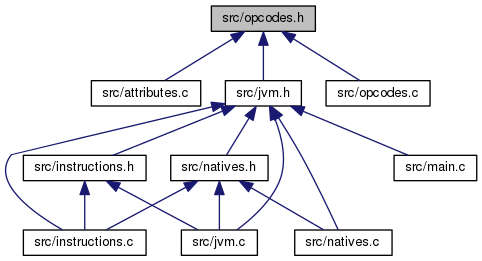 src/opcodes.h
src/attributes.c
src/jvm.h
src/opcodes.c
src/instructions.h
src/natives.h
src/main.c
src/instructions.c
src/jvm.c
src/natives.c